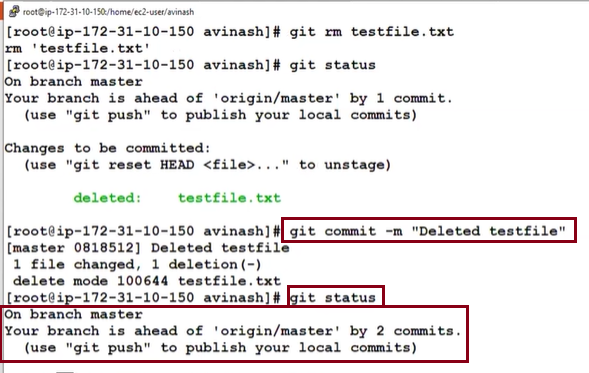 root@ip-172-31-10-150:/home/ec2-user/avinash
[root@ip-172-31-10-150 avinash]# git rm testfile.txt
rm 'testfile.txt'
[root@ip-172-31-10-150 avinash]# git status
On branch master
Your branch is ahead of 'origin/master' by 1 commit.
  (use "git push" to publish your local commits)
Changes to be committed:
  (use "git reset HEAD <file>..." to unstage)
        deleted:    testfile.txt
[root@ip-172-31-10-150 avinash]# git commit -m "Deleted testfile"
[master 0818512] Deleted testfile
 1 file changed, 1 deletion(-)
 delete mode 100644 testfile.txt
[root@ip-172-31-10-150 avinash]# git status
On branch master
Your branch is ahead of 'origin/master' by 2 commits.
  (use "git push" to publish your local commits)